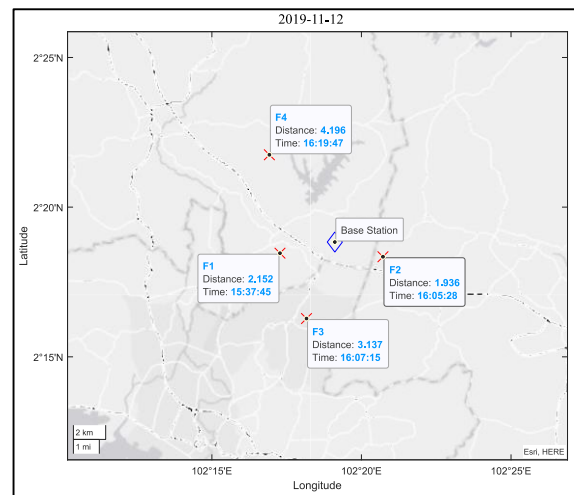 2019-11-12
2°25'N
F4
Distance: 4.196
Time: 16:19:47
2°20'N
Base Station
Latitude
F1
Distance: 2.152
Time: 15:37:45
F2
Distance: 1.936
Time: 16:05:28
F3
Distance: 3.137
Time: 16:07:15
2°15'N
2 km
1 mi
Esri, HERE
102°15'E
102°20'E
102°25'E
Longitude